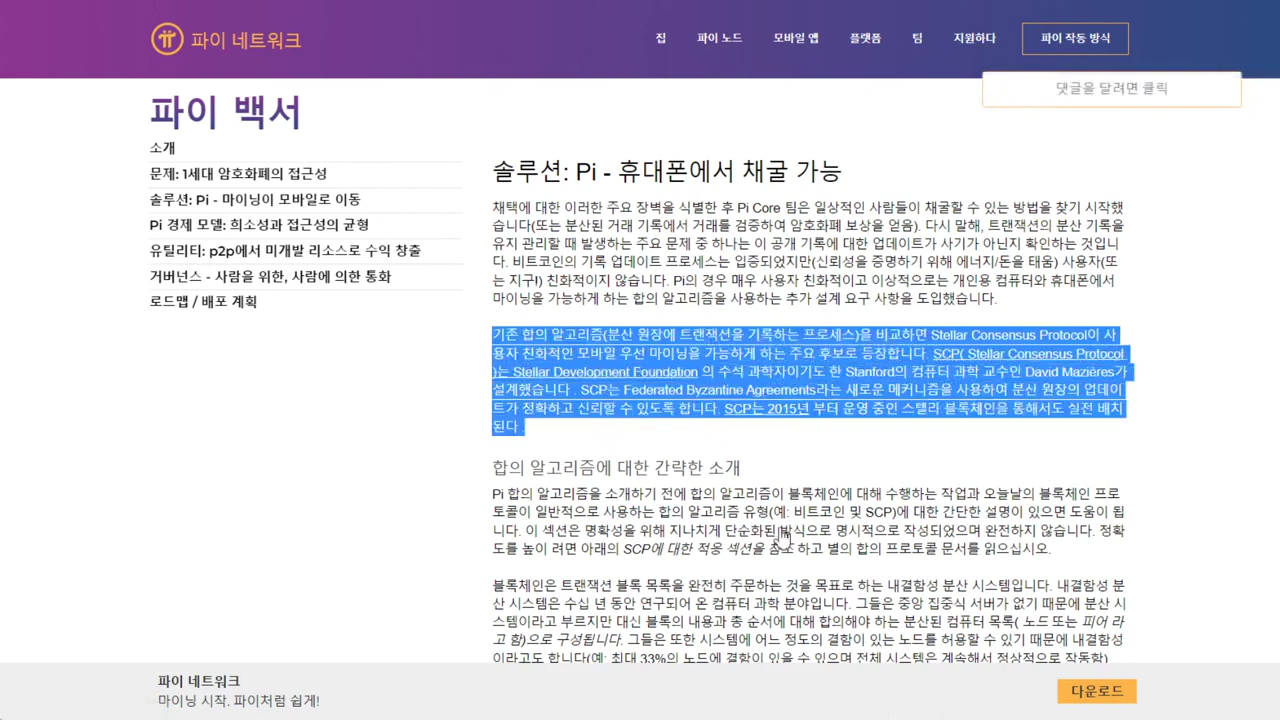 파이 네트워크
집
파이 노드
모바일 앱
플랫폼
팀
지원하다
파이 작동 방식
댓글을 달려면 클릭
파이 백서
소개
문제: 1세대 암호화폐의 접근성
솔루션: Pi - 마이닝이 모바일로 이동
Pi 경제 모델: 희소성과 접근성의 균형
유틸리티: p2p에서 미개발 리소스로 수익 창출
거버넌스 - 사람을 위한, 사람에 의한 통화
로드맵 / 배포 계획
솔루션: Pi - 휴대폰에서 채굴 가능
채택에 대한 이러한 주요 장벽을 식별한 후 Pi Core 팀은 일상적인 사람들이 채굴할 수 있는 방법을 찾기 시작했
습니다(또는 분산된 거래 기록에서 거래를 검증하여 암호화폐 보상을 얻음). 다시 말해, 트랜잭션의 분산 기록을
유지 관리할 때 발생하는 주요 문제 중 하나는 이 공개 기록에 대한 업데이트가 사기가 아닌지 확인하는 것입니
다. 비트코인의 기록 업데이트 프로세스는 입증되었지만(신뢰성을 증명하기 위해 에너지/돈을 태움) 사용자(또
는 지구!) 친화적이지 않습니다. Pi의 경우 매우 사용자 친화적이고 이상적으로는 개인용 컴퓨터와 휴대폰에서
마이닝을 가능하게 하는 합의 알고리즘을 사용하는 추가 설계 요구 사항을 도입했습니다.
기존 합의 알고리즘(분산 원장에 트랜잭션을 기록하는 프로세스)을 비교하면 Stellar Consensus Protocol이 사
용자 친화적인 모바일 우선 마이닝을 가능하게 하는 주요 후보로 등장합니다. SCP( Stellar Consensus Protocol
)는 Stellar Development Foundation 의 수석 과학자이기도 한 Stanford의 컴퓨터 과학 교수인 David Mazières가
설계했습니다 . SCP는 Federated Byzantine Agreements라는 새로운 메커니즘을 사용하여 분산 원장의 업데이
트가 정확하고 신뢰할 수 있도록 합니다. SCP는 2015년 부터 운영 중인 스텔라 블록체인을 통해서도 실전 배치
된다 .
합의 알고리즘에 대한 간략한 소개
Pi 합의 알고리즘을 소개하기 전에 합의 알고리즘이 블록체인에 대해 수행하는 작업과 오늘날의 블록체인 프로
토콜이 일반적으로 사용하는 합의 알고리즘 유형(예: 비트코인 및 SCP)에 대한 간단한 설명이 있으면 도움이 됩
니다. 이 섹션은 명확성을 위해 지나치게 단순화된 방식으로 명시적으로 작성되었으며 완전하지 않습니다. 정확
도를 높이 려면 아래의 SCP에 대한 적응 섹션을 참조 하고 별의 합의 프로토콜 문서를 읽으십시오.
블록체인은 트랜잭션 블록 목록을 완전히 주문하는 것을 목표로 하는 내결함성 분산 시스템입니다. 내결함성 분
산 시스템은 수십 년 동안 연구되어 온 컴퓨터 과학 분야입니다. 그들은 중앙 집중식 서버가 없기 때문에 분산 시
스템이라고 부르지만 대신 블록의 내용과 총 순서에 대해 합의해야 하는 분산된 컴퓨터 목록( 노드 또는 피어 라
고 함)으로 구성됩니다. 그들은 또한 시스템에 어느 정도의 결함이 있는 노드를 허용할 수 있기 때문에 내결함성
이라고도 합니다(예: 최대 33%의 노드에 결함이 있을 수 있으며 전체 시스템은 계속해서 정상적으로 작동함)
파이 네트워크
마이닝 시작, 파이처럼 쉽게!
다운로드